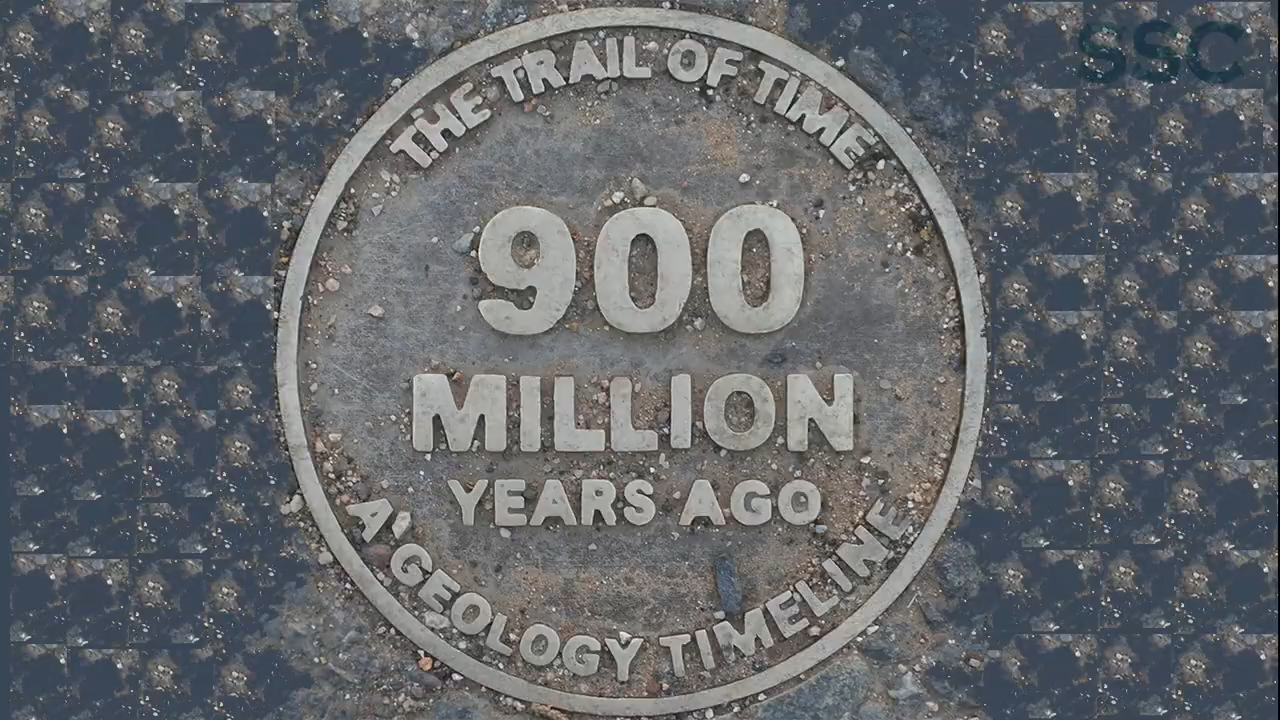 SSC
THE TRAIL OF TIME
900
MILLION
YEARS AGO
A GEOLOGY TIMELINE